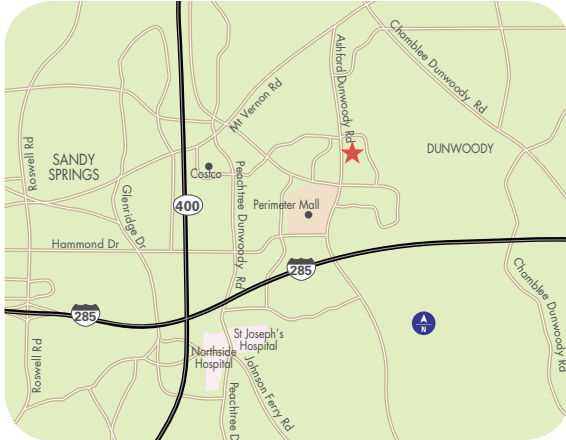 Ashford Dunwoody Rd
Chamblee Dunwoody Rd
Mt Vernon Rd
Roswell Rd
SANDY
SPRINGS
DUNWOODY
Costco
Peachtree Dunwoody Rd
Glenridge Dr
400
Perimeter Mall
Hammond Dr
285
285
Chamblee Dunwoody Rd
N
St Joseph's
Hospital
Northside
Hospital
Roswell Rd
Johnson Ferry Rd
Peachtree D